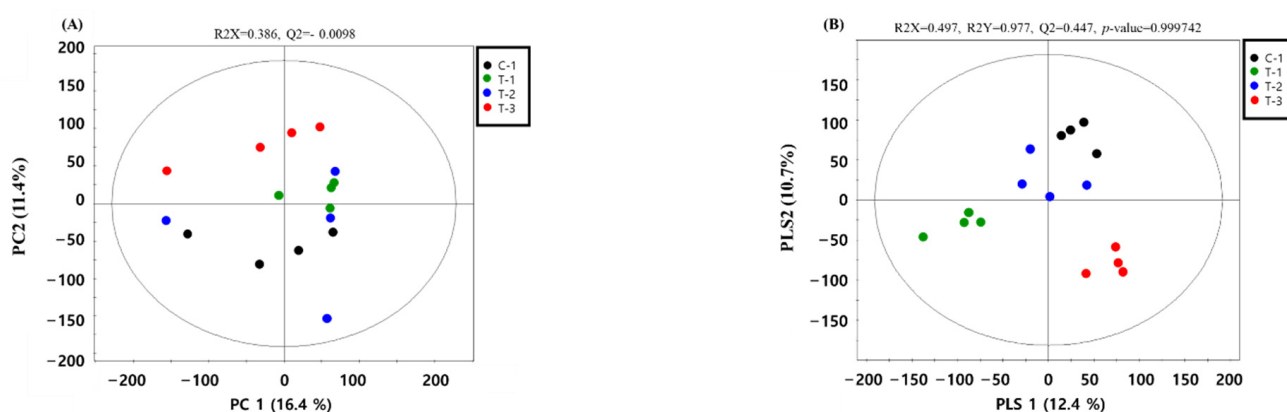 (A)
R2X=0.386, Q2=- 0.0098
200
150
100
50
0
−50
−100
−150
−200
PC2 (11.4%)
−200 −100 0 100 200
PC 1 (16.4 %)
C-1
T-1
T-2
T-3
(B)
R2X=0.497, R2Y=0.977, Q2=0.447, p-value=0.999742
150
100
50
0
−50
−100
−150
PLS2 (10.7%)
−200 −150 −100 −50 0 50 100 150 200
PLS 1 (12.4 %)
C-1
T-1
T-2
T-3